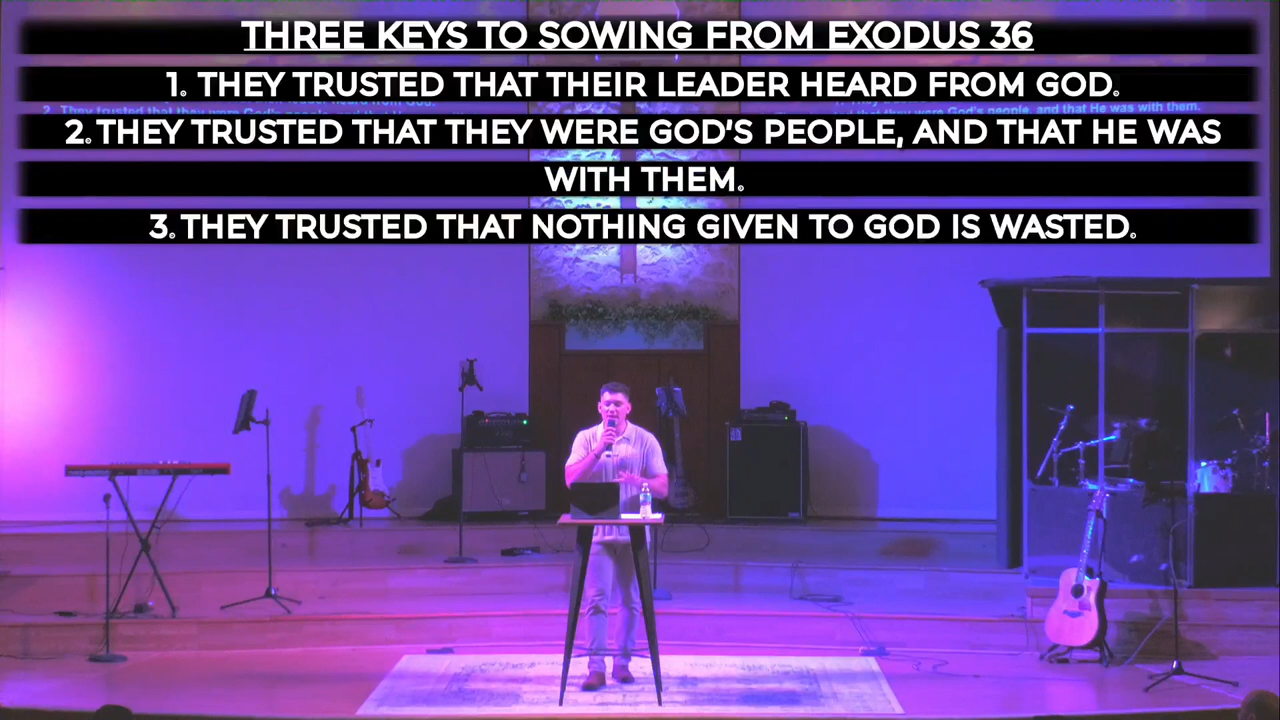 THREE KEYS TO SOWING FROM EXODUS 36
1. THEY TRUSTED THAT THEIR LEADER HEARD FROM GOD.
2. THEY TRUSTED THAT THEY WERE GOD'S PEOPLE, AND THAT HE WAS
WITH THEM.
3. THEY TRUSTED THAT NOTHING GIVEN TO GOD IS WASTED.